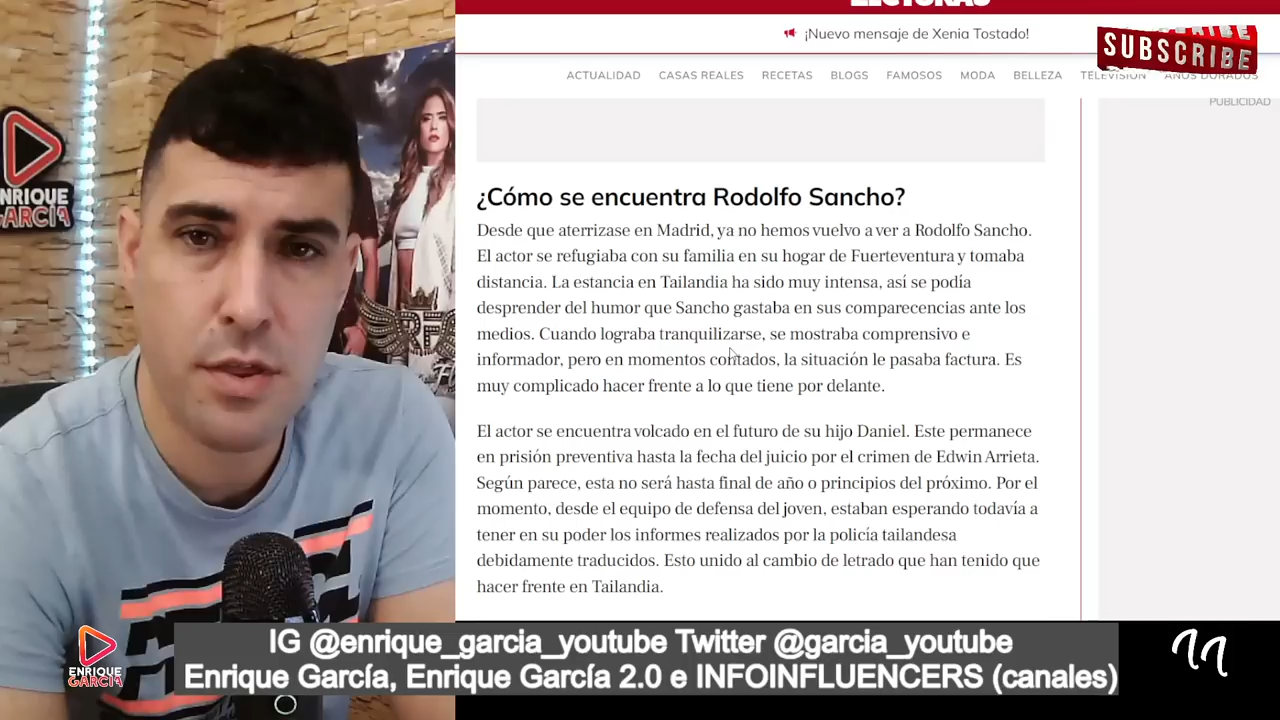 LECTURAS
¡Nuevo mensaje de Xenia Tostado!
SUBSCRIBE
ACTUALIDAD CASAS REALES RECETAS BLOGS FAMOSOS MODA BELLEZA TELEVISIÓN AÑOS DORADOS
PUBLICIDAD
ENRIQUE
GARCÍA
¿Cómo se encuentra Rodolfo Sancho?
Desde que aterrizase en Madrid, ya no hemos vuelvo a ver a Rodolfo Sancho.
El actor se refugiaba con su familia en su hogar de Fuerteventura y tomaba
distancia. La estancia en Tailandia ha sido muy intensa, así se podía
desprender del humor que Sancho gastaba en sus comparecencias ante los
medios. Cuando lograba tranquilizarse, se mostraba comprensivo e
informador, pero en momentos contados, la situación le pasaba factura. Es
muy complicado hacer frente a lo que tiene por delante.
El actor se encuentra volcado en el futuro de su hijo Daniel. Este permanece
en prisión preventiva hasta la fecha del juicio por el crimen de Edwin Arrieta.
Según parece, esta no será hasta final de año o principios del próximo. Por el
momento, desde el equipo de defensa del joven, estaban esperando todavía a
tener en su poder los informes realizados por la policía tailandesa
debidamente traducidos. Esto unido al cambio de letrado que han tenido que
hacer frente en Tailandia.
ENRIQUE
GARCÍA
IG @enrique_garcia_youtube Twitter @garcia_youtube
Enrique García, Enrique García 2.0 e INFOINFLUENCERS (canales)